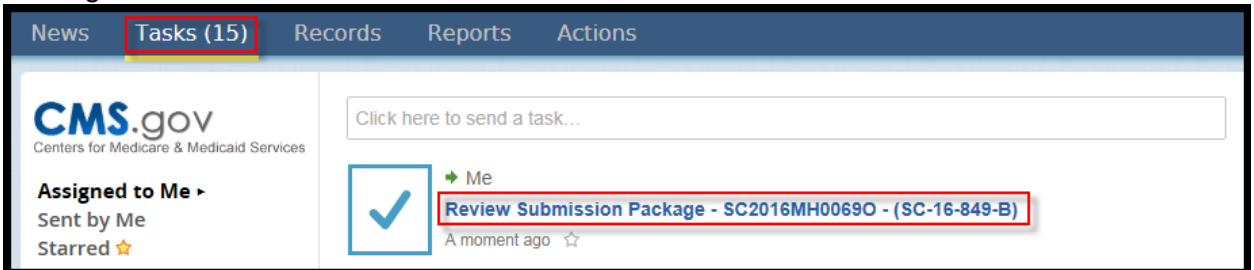 News Tasks (15) Records Reports Actions
CMS.gov
Centers for Medicare & Medicaid Services
Assigned to Me
Sent by Me
Starred
Click here to send a task...
Me
Review Submission Package - SC2016MH0069O - (SC-16-849-B)
A moment ago